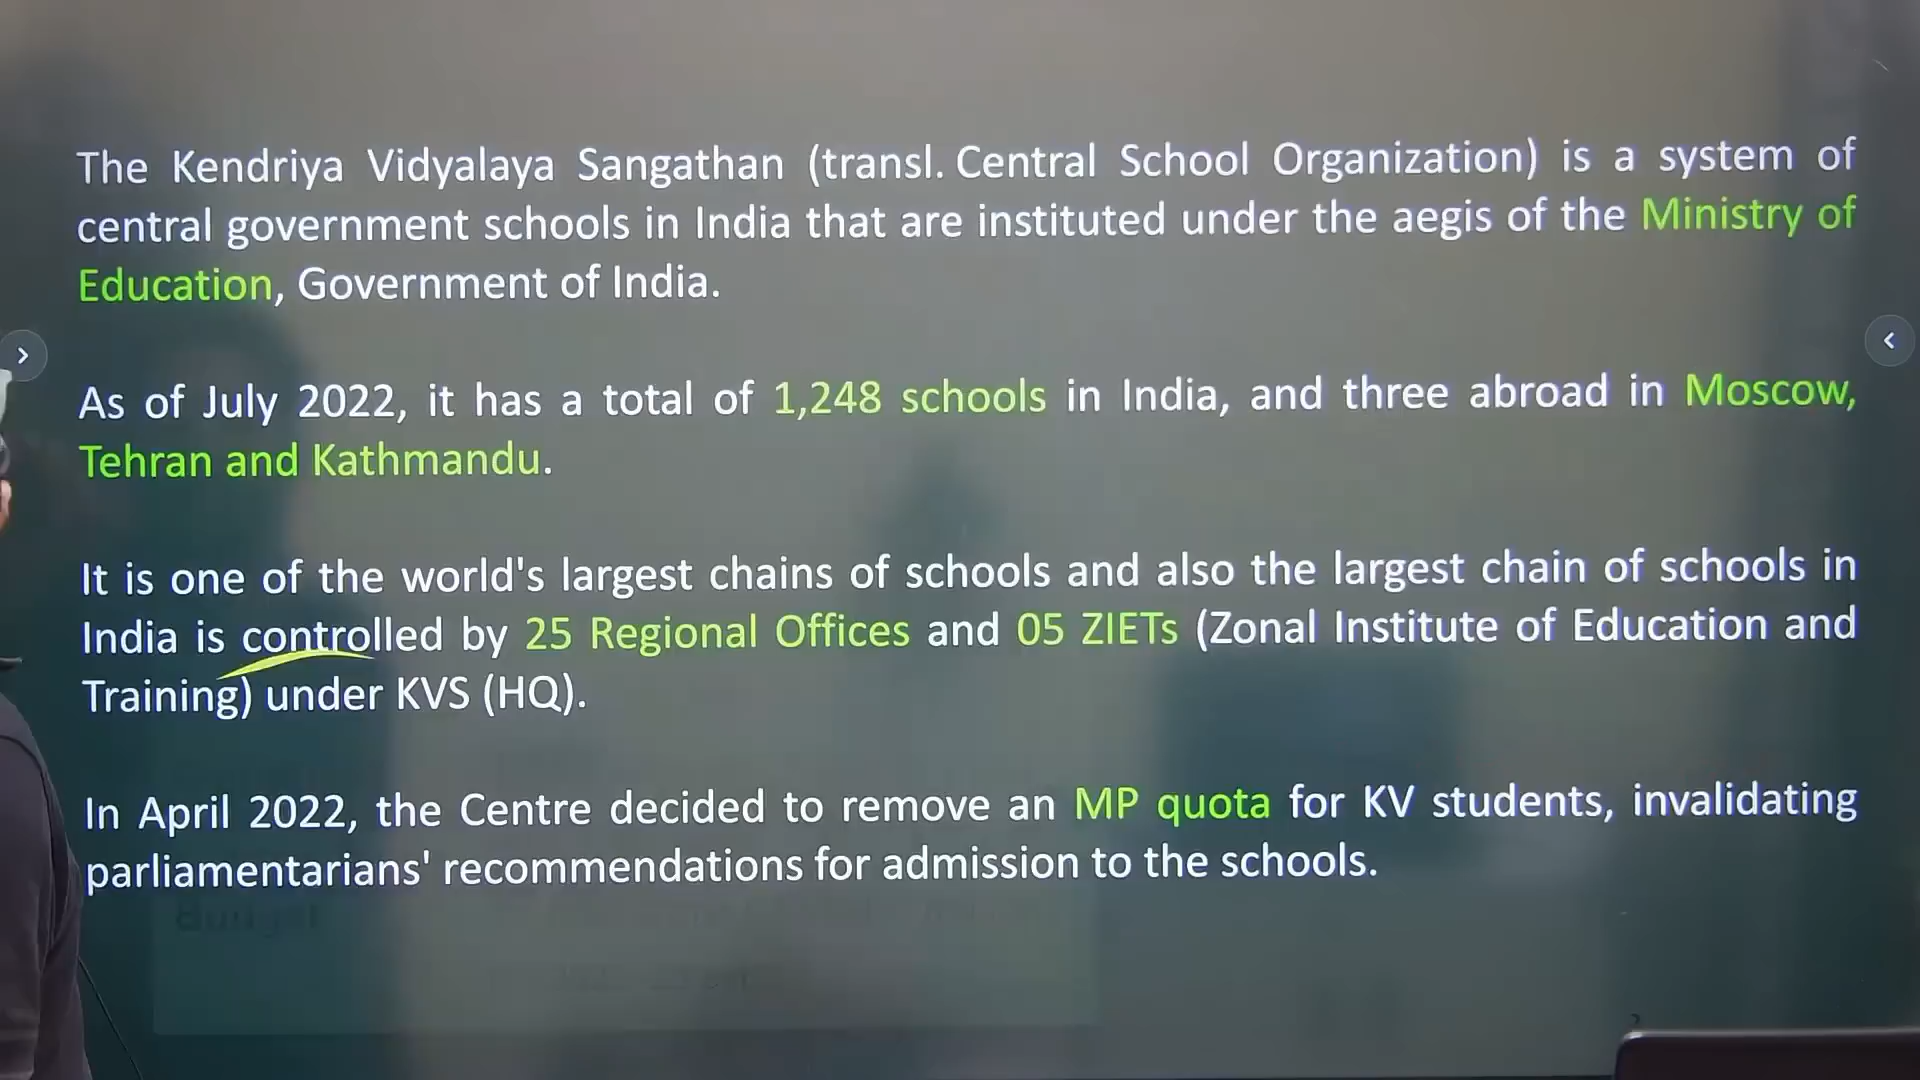 The Kendriya Vidyalaya Sangathan (transl. Central School Organization) is a system of
central government schools in India that are instituted under the aegis of the Ministry of
Education, Government of India.
As of July 2022, it has a total of 1,248 schools in India, and three abroad in Moscow,
Tehran and Kathmandu.
It is one of the world's largest chains of schools and also the largest chain of schools in
India is controlled by 25 Regional Offices and 05 ZIETs (Zonal Institute of Education and
Training) under KVS (HQ).
In April 2022, the Centre decided to remove an MP quota for KV students, invalidating
parliamentarians' recommendations for admission to the schools.